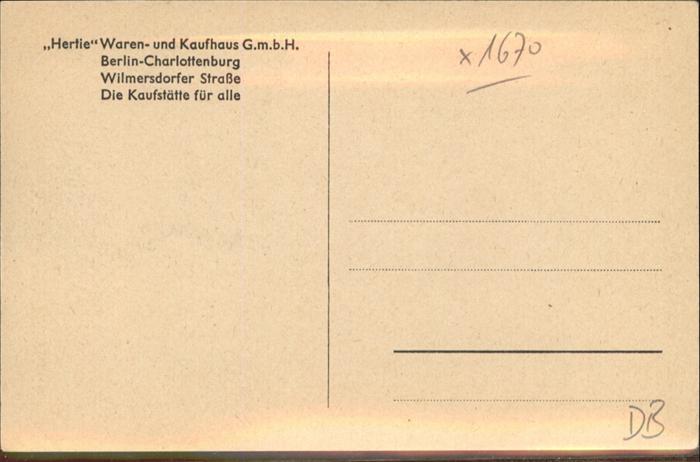 „Hertie“ Waren- und Kaufhaus G.m.b.H.
Berlin-Charlottenburg
Wilmersdorfer Straße
Die Kaufstätte für alle
x1670
DB